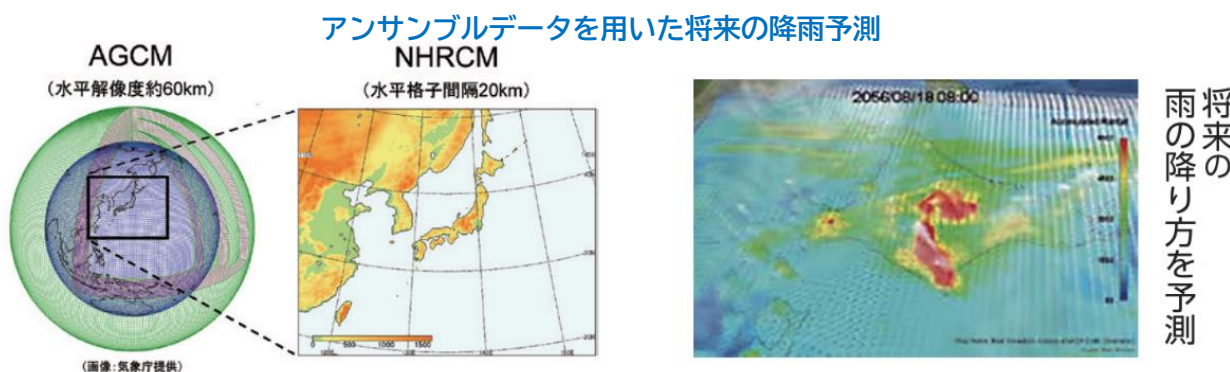 アンサンブルデータを用いた将来の降雨予測
AGCM
（水平解像度約60km）
（画像：気象庁提供）
NHRCM
（水平格子間隔20km）
0 500 1000 1500
2056/08/18 08:00
Accumulated Rainfall
将来の
雨の降り方を予測